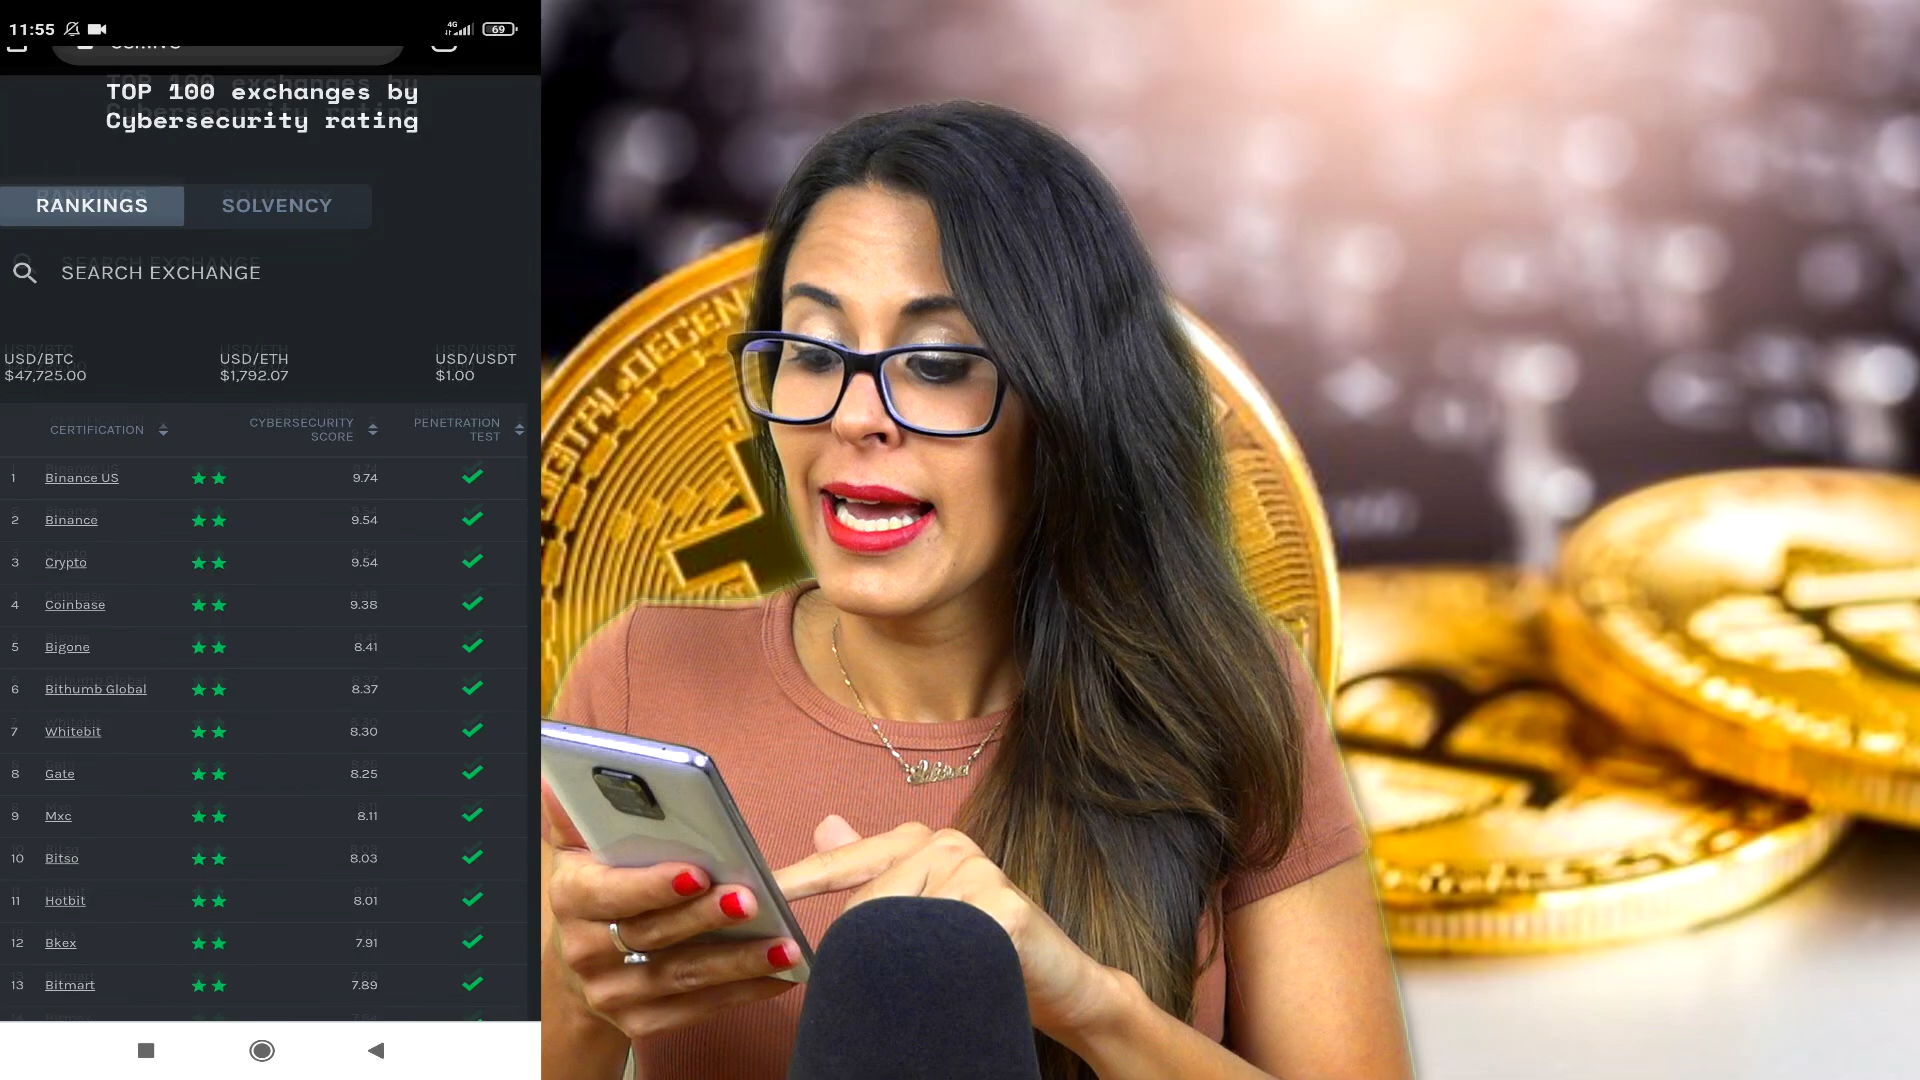 11:55
4G
69
TOP 100 exchanges by
Cybersecurity rating
RANKINGS
SOLVENCY
SEARCH EXCHANGE
USD/BTC USD/ETH USD/USDT
$47,725.00 $1,792.07 $1.00
CERTIFICATION CYBERSECURITY SCORE PENETRATION TEST
1 Binance US 9.74
2 Binance 9.54
3 Crypto 9.54
4 Coinbase 9.38
5 Bigone 8.41
6 Bithumb Global 8.37
7 Whitebit 8.30
8 Gate 8.25
9 Mxc 8.11
10 Bitso 8.03
11 Hotbit 8.01
12 Bkex 7.91
13 Bitmart 7.89
DIGITAL DECEN